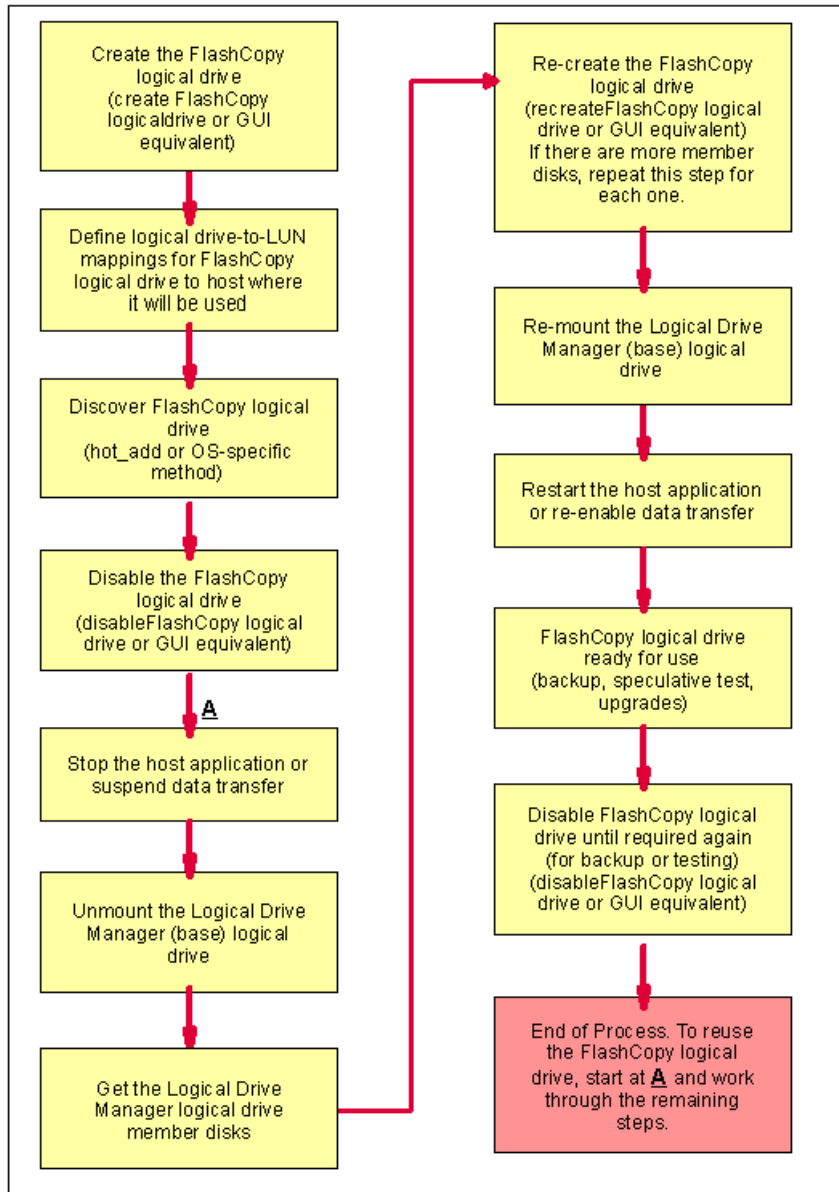 Create the FlashCopy
logical drive
(create FlashCopy
logicaldrive or GUI
equivalent)
Define logical drive-to-LUN
mappings for FlashCopy
logical drive to host where
it will be used
Discover FlashCopy logical
drive
(hot_add or OS-specific
method)
Disable the FlashCopy
logical drive
(disableFlashCopy logical
drive or GUI equivalent)
A
Stop the host application or
suspend data transfer
Unmount the Logical Drive
Manager (base) logical
drive
Get the Logical Drive
Manager logical drive
member disks
Re-create the FlashCopy
logical drive
(recreateFlashCopy logical
drive or GUI equivalent)
If there are more member
disks, repeat this step for
each one.
Re-mount the Logical Drive
Manager (base) logical
drive
Restart the host application
or re-enable data transfer
FlashCopy logical drive
ready for use
(backup, speculative test,
upgrades)
Disable FlashCopy logical
drive until required again
(for backup or testing)
(disableFlashCopy logical
drive or GUI equivalent)
End of Process. To reuse
the FlashCopy logical
drive, start at A and work
through the remaining
steps.